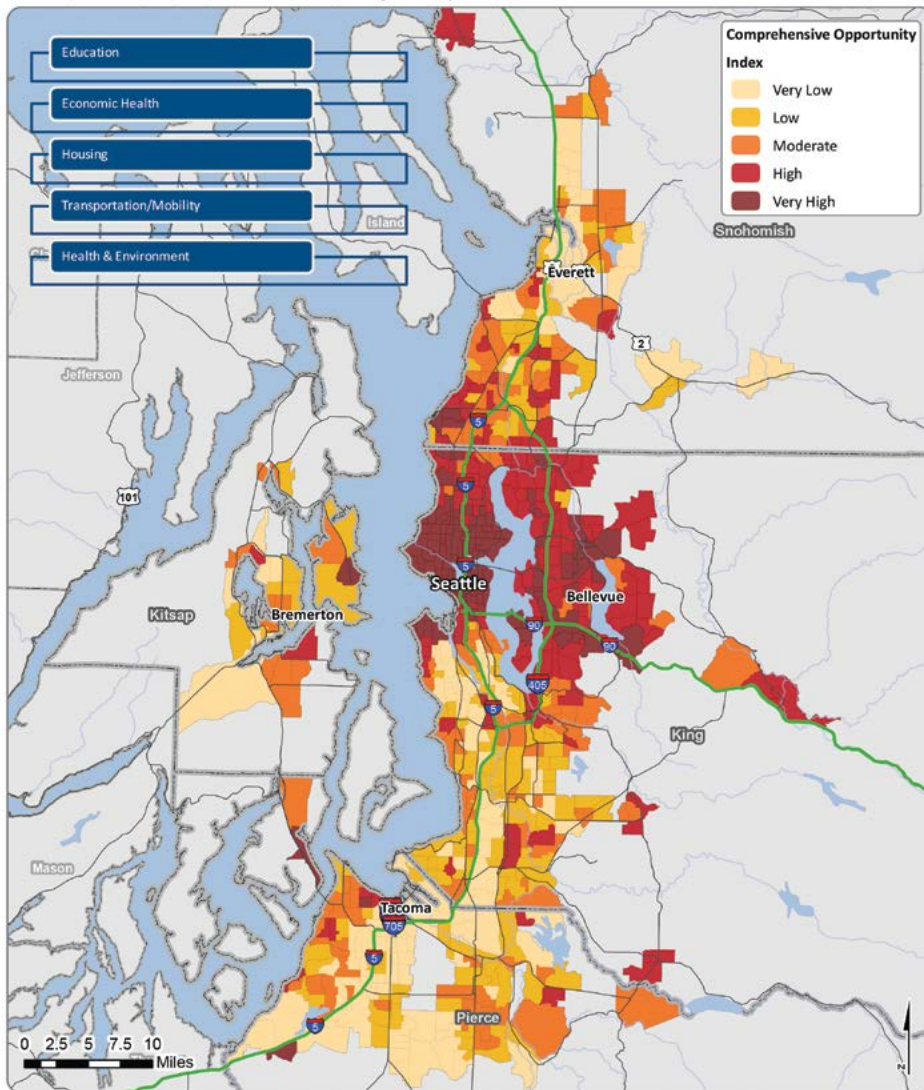 Education
Economic Health
Housing
Transportation/Mobility
Health & Environment
Comprehensive Opportunity
Index
Very Low
Low
Moderate
High
Very High
Island
Snohomish
Everett
2
Jefferson
5
101
5
5
Seattle
Bellevue
Kitsap
Bremerton
90
90
405
5
King
Mason
Tacoma
705
5
Pierce
5
0 2.5 5 7.5 10
Miles
N